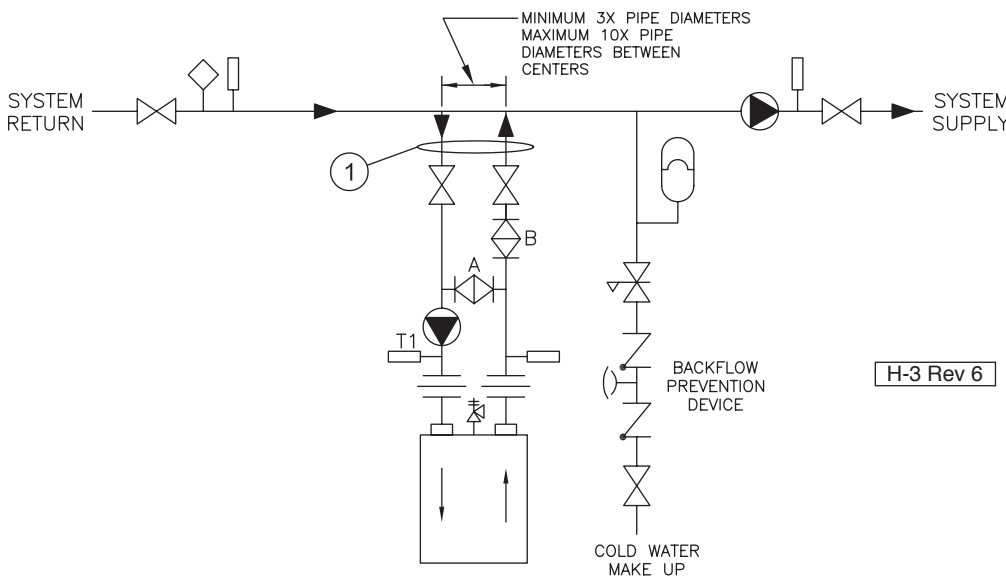 MINIMUM 3X PIPE DIAMETERS
MAXIMUM 10X PIPE
DIAMETERS BETWEEN
CENTERS
SYSTEM
RETURN
SYSTEM
SUPPLY
1
B
A
T1
BACKFLOW
PREVENTION
DEVICE
H-3 Rev 6
COLD WATER
MAKE UP